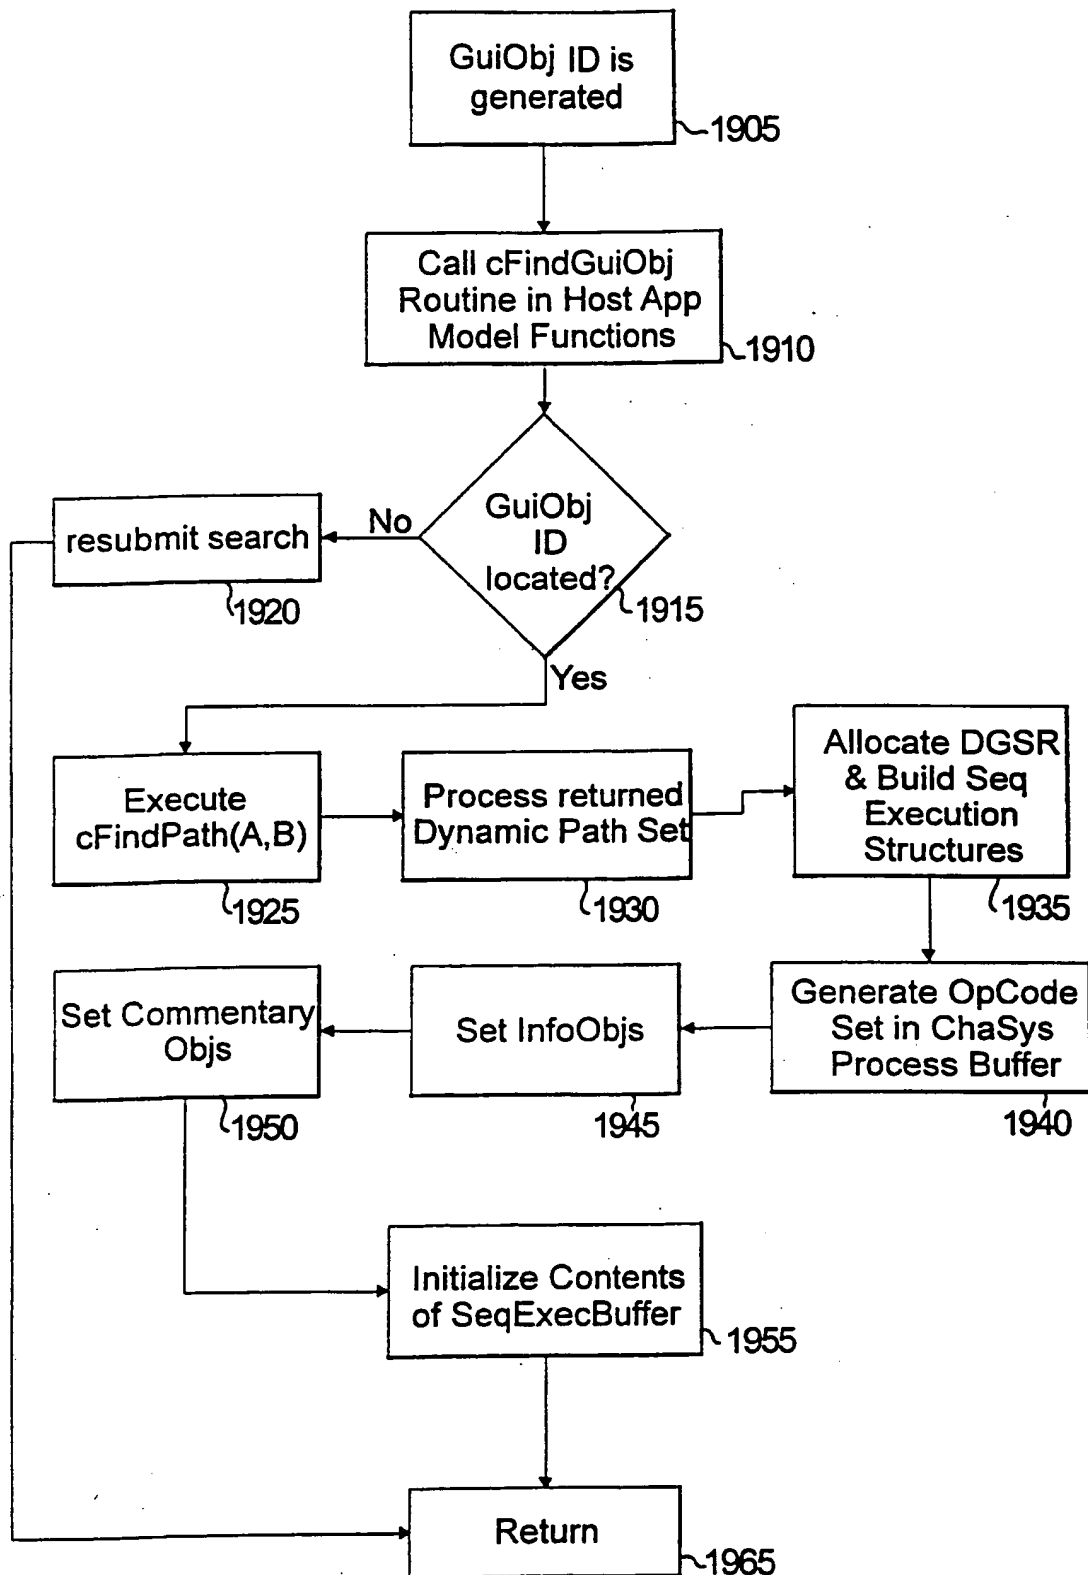 GuiObj ID is
generated
1905
Call cFindGuiObj
Routine in Host App
Model Functions
1910
GuiObj
ID
located?
1915
No
resubmit search
1920
Yes
Execute
cFindPath(A,B)
1925
Process returned
Dynamic Path Set
1930
Allocate DGSR
& Build Seq
Execution
Structures
1935
Generate OpCode
Set in ChaSys
Process Buffer
1940
Set InfoObjs
1945
Set Commentary
Objs
1950
Initialize Contents
of SeqExecBuffer
1955
Return
1965